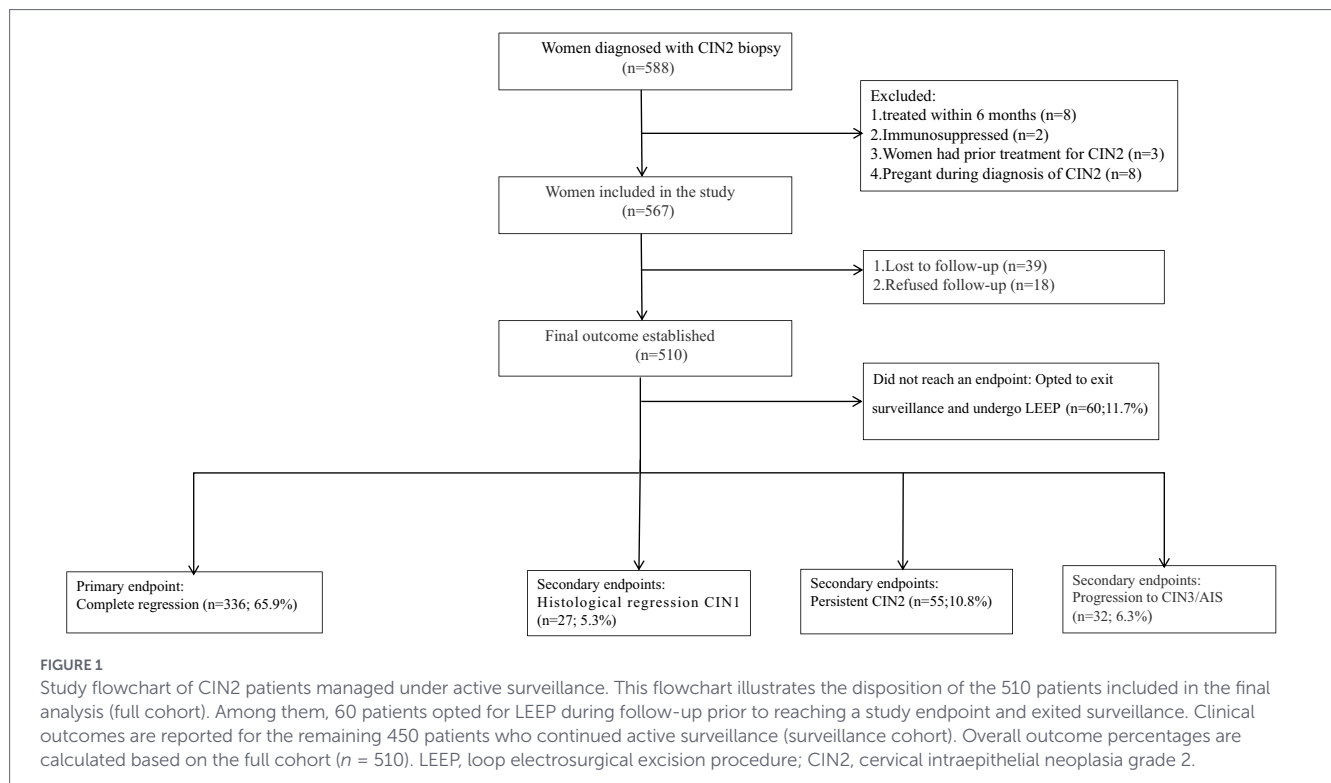 Women diagnosed with CIN2 biopsy
(n=588)
Excluded:
1.treated within 6 months (n=8)
2.Immunosuppressed (n=2)
3.Women had prior treatment for CIN2 (n=3)
4.Pregant during diagnosis of CIN2 (n=8)
Women included in the study
(n=567)
1.Lost to follow-up (n=39)
2.Refused follow-up (n=18)
Final outcome established
(n=510)
Did not reach an endpoint: Opted to exit
surveillance and undergo LEEP (n=60;11.7%)
Primary endpoint:
Complete regression (n=336; 65.9%)
Secondary endpoints:
Histological regression CIN1
(n=27; 5.3%)
Secondary endpoints:
Persistent CIN2 (n=55;10.8%)
Secondary endpoints:
Progression to CIN3/AIS
(n=32; 6.3%)
FIGURE 1
Study flowchart of CIN2 patients managed under active surveillance. This flowchart illustrates the disposition of the 510 patients included in the final
analysis (full cohort). Among them, 60 patients opted for LEEP during follow-up prior to reaching a study endpoint and exited surveillance. Clinical
outcomes are reported for the remaining 450 patients who continued active surveillance (surveillance cohort). Overall outcome percentages are
calculated based on the full cohort (n = 510). LEEP, loop electrosurgical excision procedure; CIN2, cervical intraepithelial neoplasia grade 2.